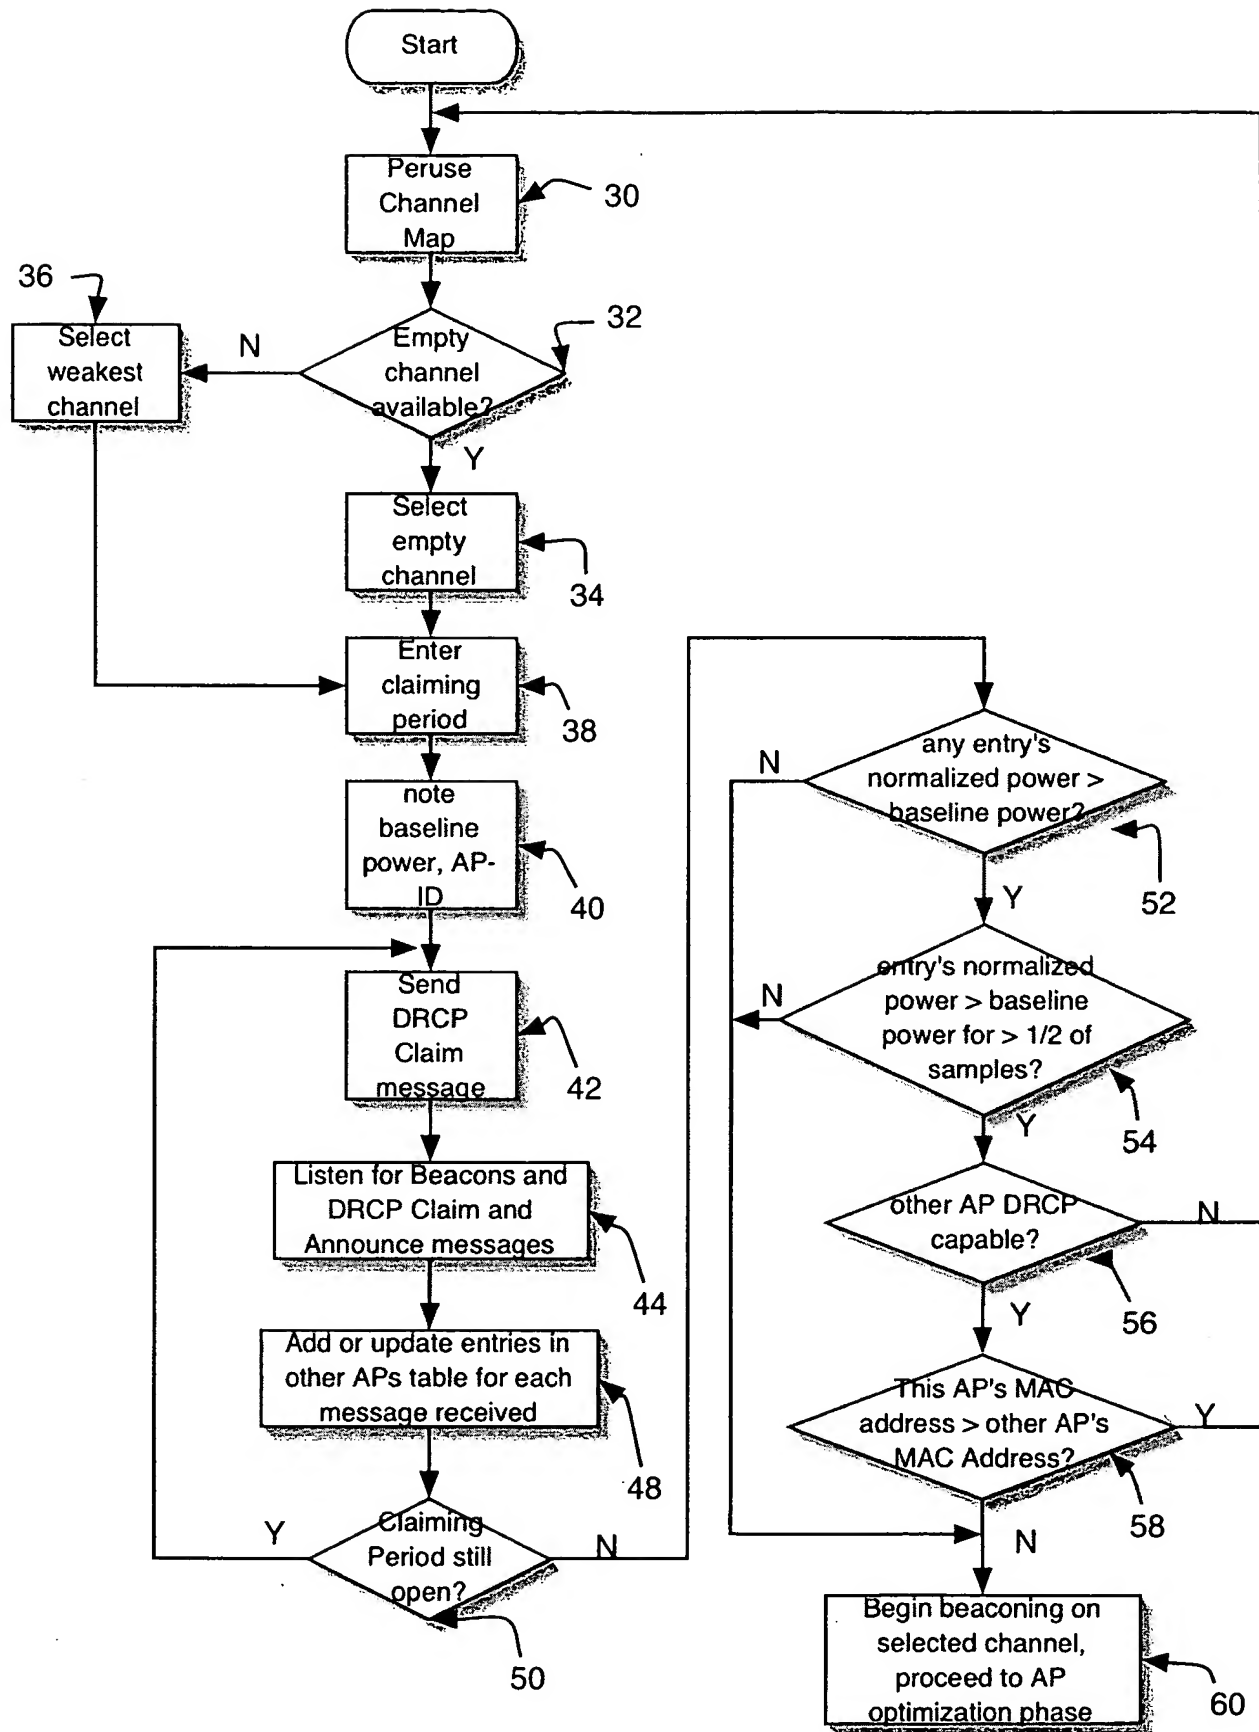 Start
Peruse
Channel
Map
30
36
Select
weakest
channel
N
Empty
channel
available?
32
Y
Select
empty
channel
34
Enter
claiming
period
38
note
baseline
power, AP-
ID
40
Send
DRCP
Claim
message
42
Listen for Beacons and
DRCP Claim and
Announce messages
44
Add or update entries in
other APs table for each
message received
48
Y
Claiming
Period still
open?
N
50
N
any entry's
normalized power >
baseline power?
52
Y
N
entry's normalized
power > baseline
power for > 1/2 of
samples?
54
Y
other AP DRCP
capable?
N
56
Y
This AP's MAC
address > other AP's
MAC Address?
Y
58
N
Begin beaconing on
selected channel,
proceed to AP
optimization phase
60